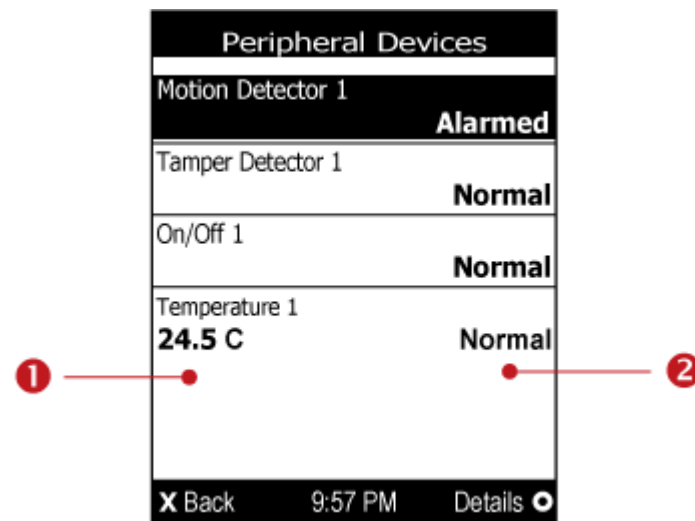 Peripheral Devices
Motion Detector 1
Alarmed
Tamper Detector 1
Normal
On/Off 1
Normal
Temperature 1
24.5 C Normal
1 2
X Back 9:57 PM Details O